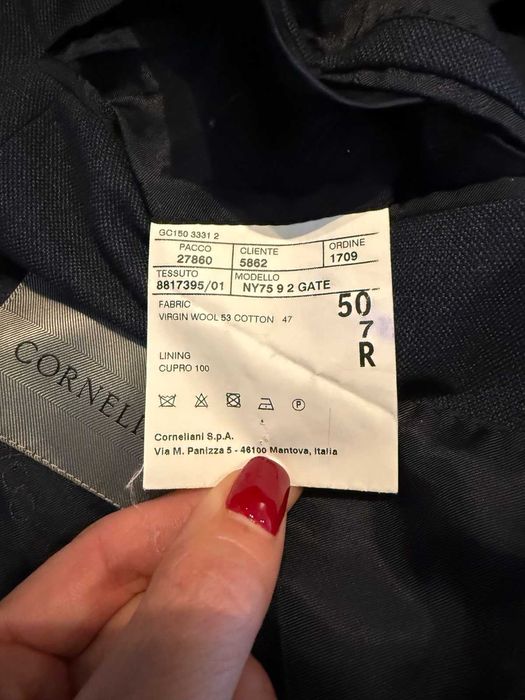 GC150 3331 2
PACCO CLIENTE ORDINE
27860 5862 1709
TESSUTO MODELLO
8817395/01 NY75 9 2 GATE
FABRIC
VIRGIN WOOL 53 COTTON 47
50
7
R
LINING
CUPRO 100
P
Corneliani S.p.A.
Via M. Panizza 5 - 46100 Mantova, Italia
CORNELI